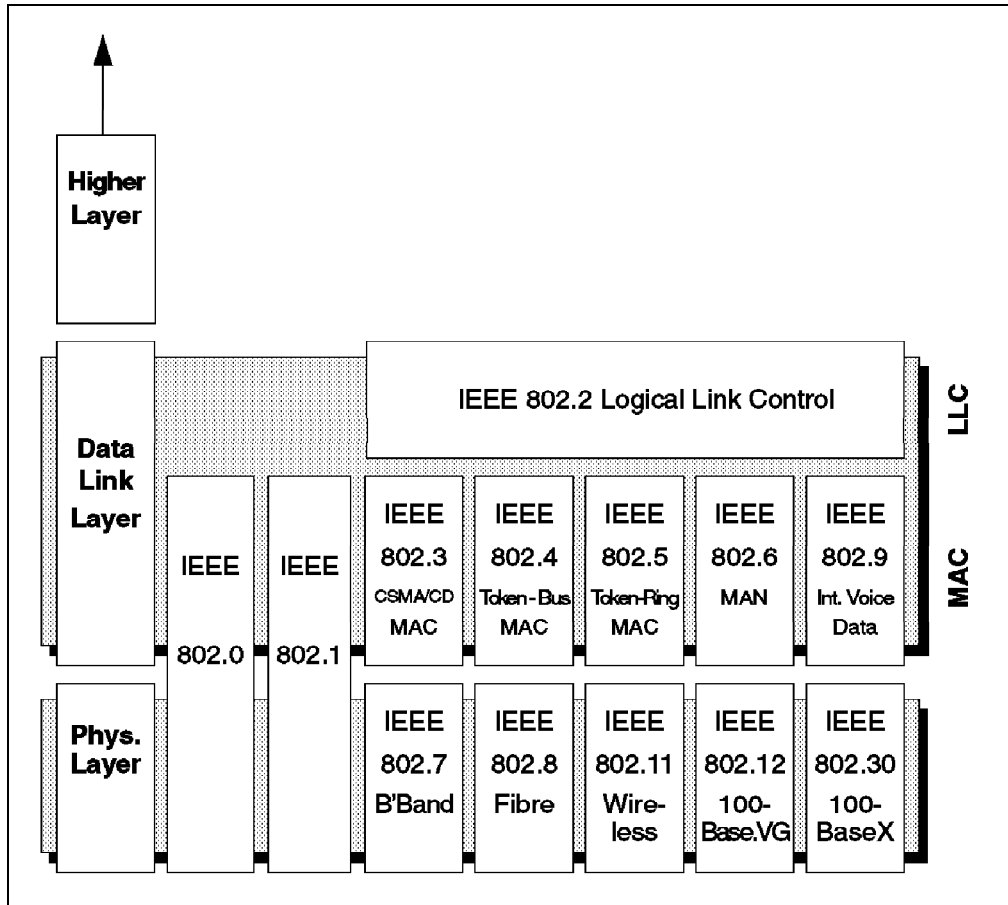 Higher
Layer
IEEE 802.2 Logical Link Control
LLC
Data
Link
Layer
IEEE
802.0
IEEE
802.1
IEEE
802.3
CSMA/CD
MAC
IEEE
802.4
Token-Bus
MAC
IEEE
802.5
Token-Ring
MAC
IEEE
802.6
MAN
IEEE
802.9
Int. Voice
Data
MAC
Phys.
Layer
IEEE
802.7
B'Band
IEEE
802.8
Fibre
IEEE
802.11
Wire-
less
IEEE
802.12
100-
Base.VG
IEEE
802.30
100-
BaseX